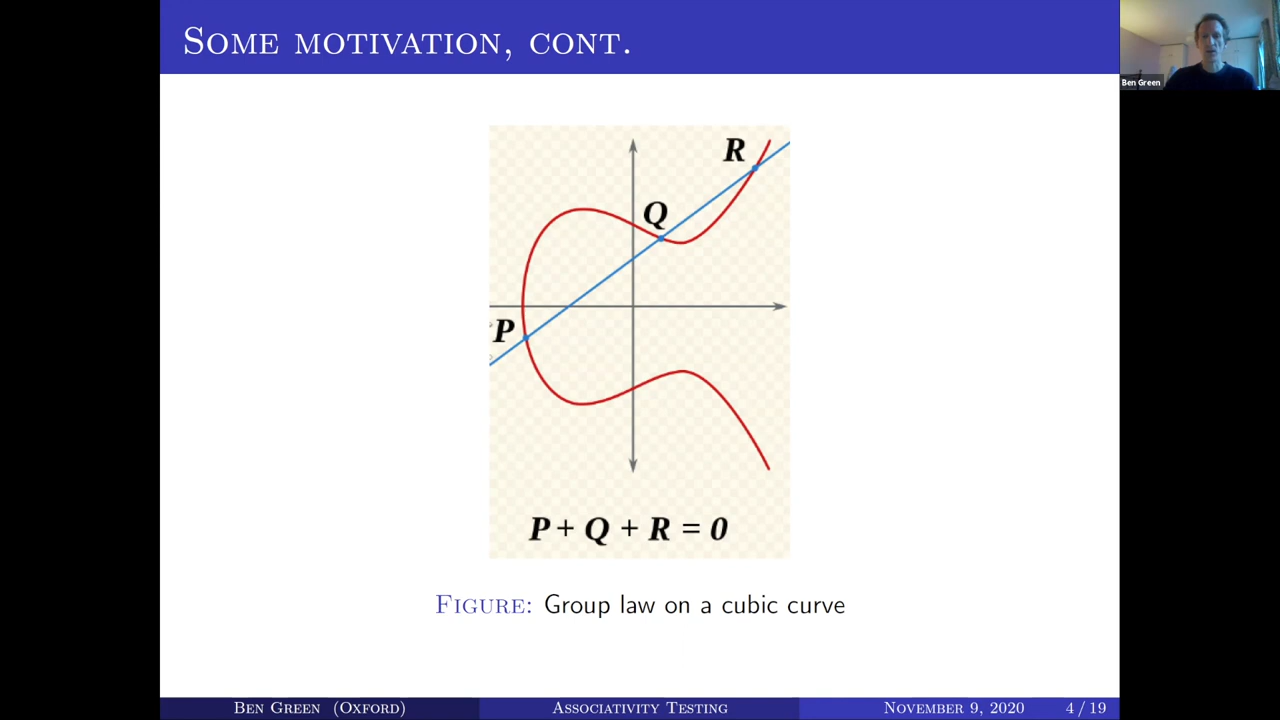 Some motivation, cont.
Ben Green
R
Q
P
P + Q + R = 0
Figure: Group law on a cubic curve
Ben Green (Oxford) Associativity Testing November 9, 2020 4 / 19